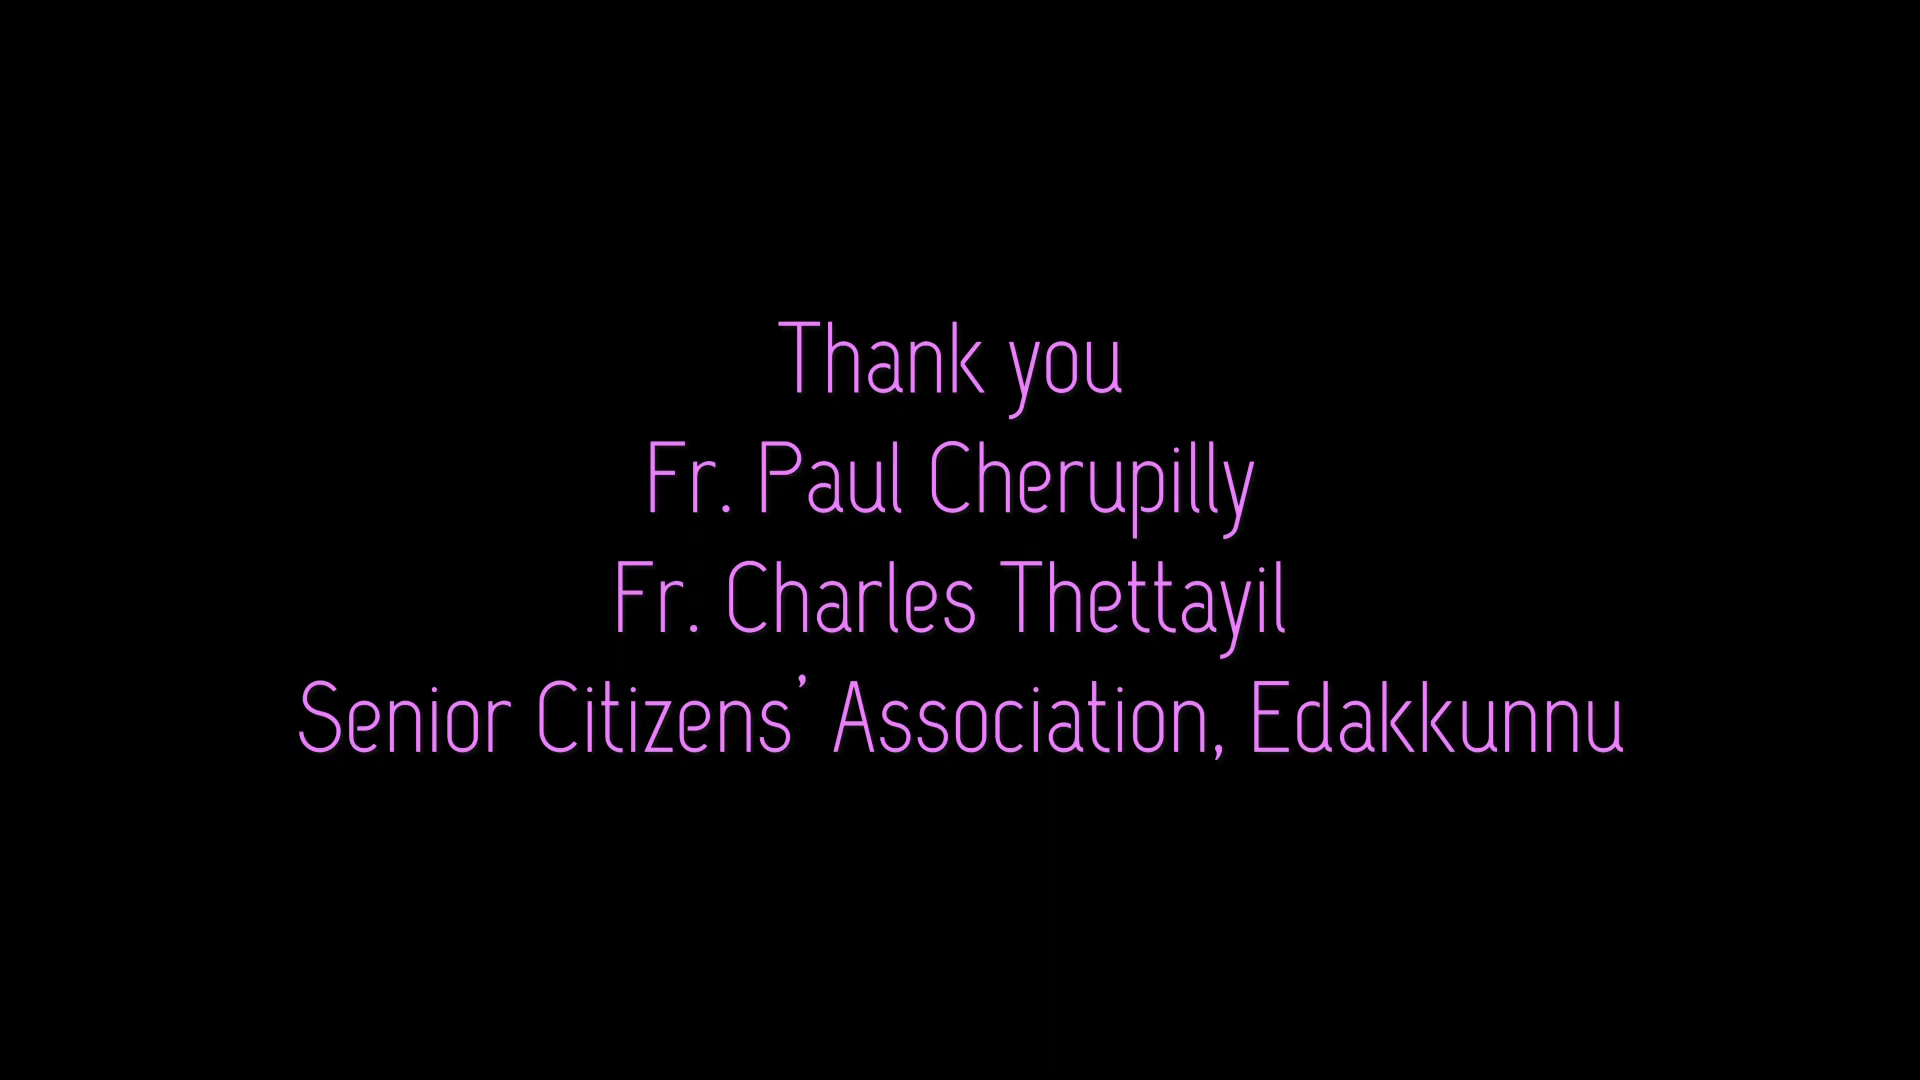 Thank you
Fr. Paul Cherupilly
Fr. Charles Thettayil
Senior Citizens’ Association, Edakkunnu